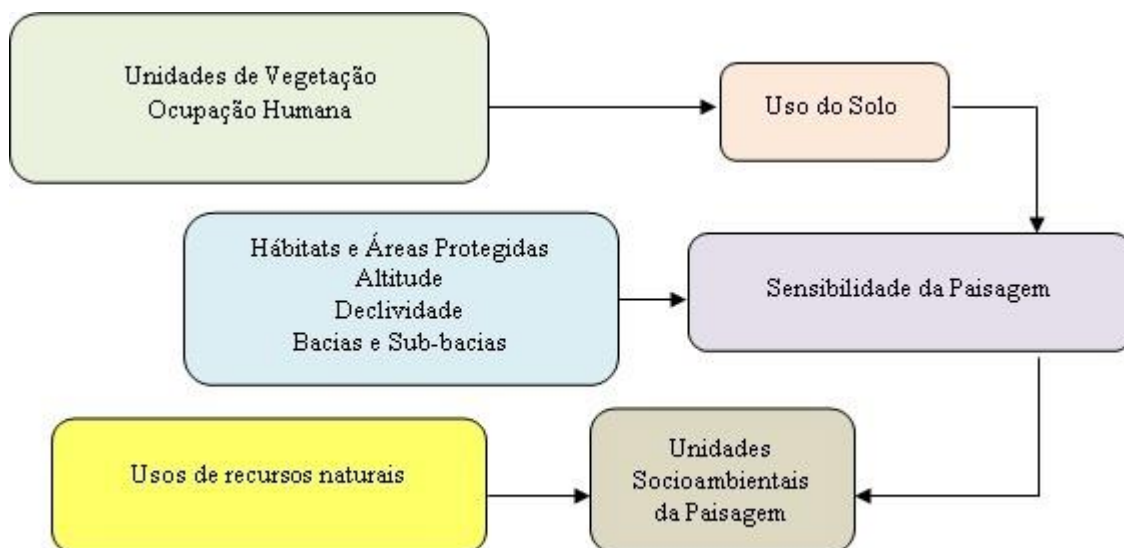 Unidades de Vegetação
Ocupação Humana
Uso do Solo
Hábitats e Áreas Protegidas
Altitude
Declividade
Bacias e Sub-bacias
Sensibilidade da Paisagem
Usos de recursos naturais
Unidades
Socioambientais
da Paisagem